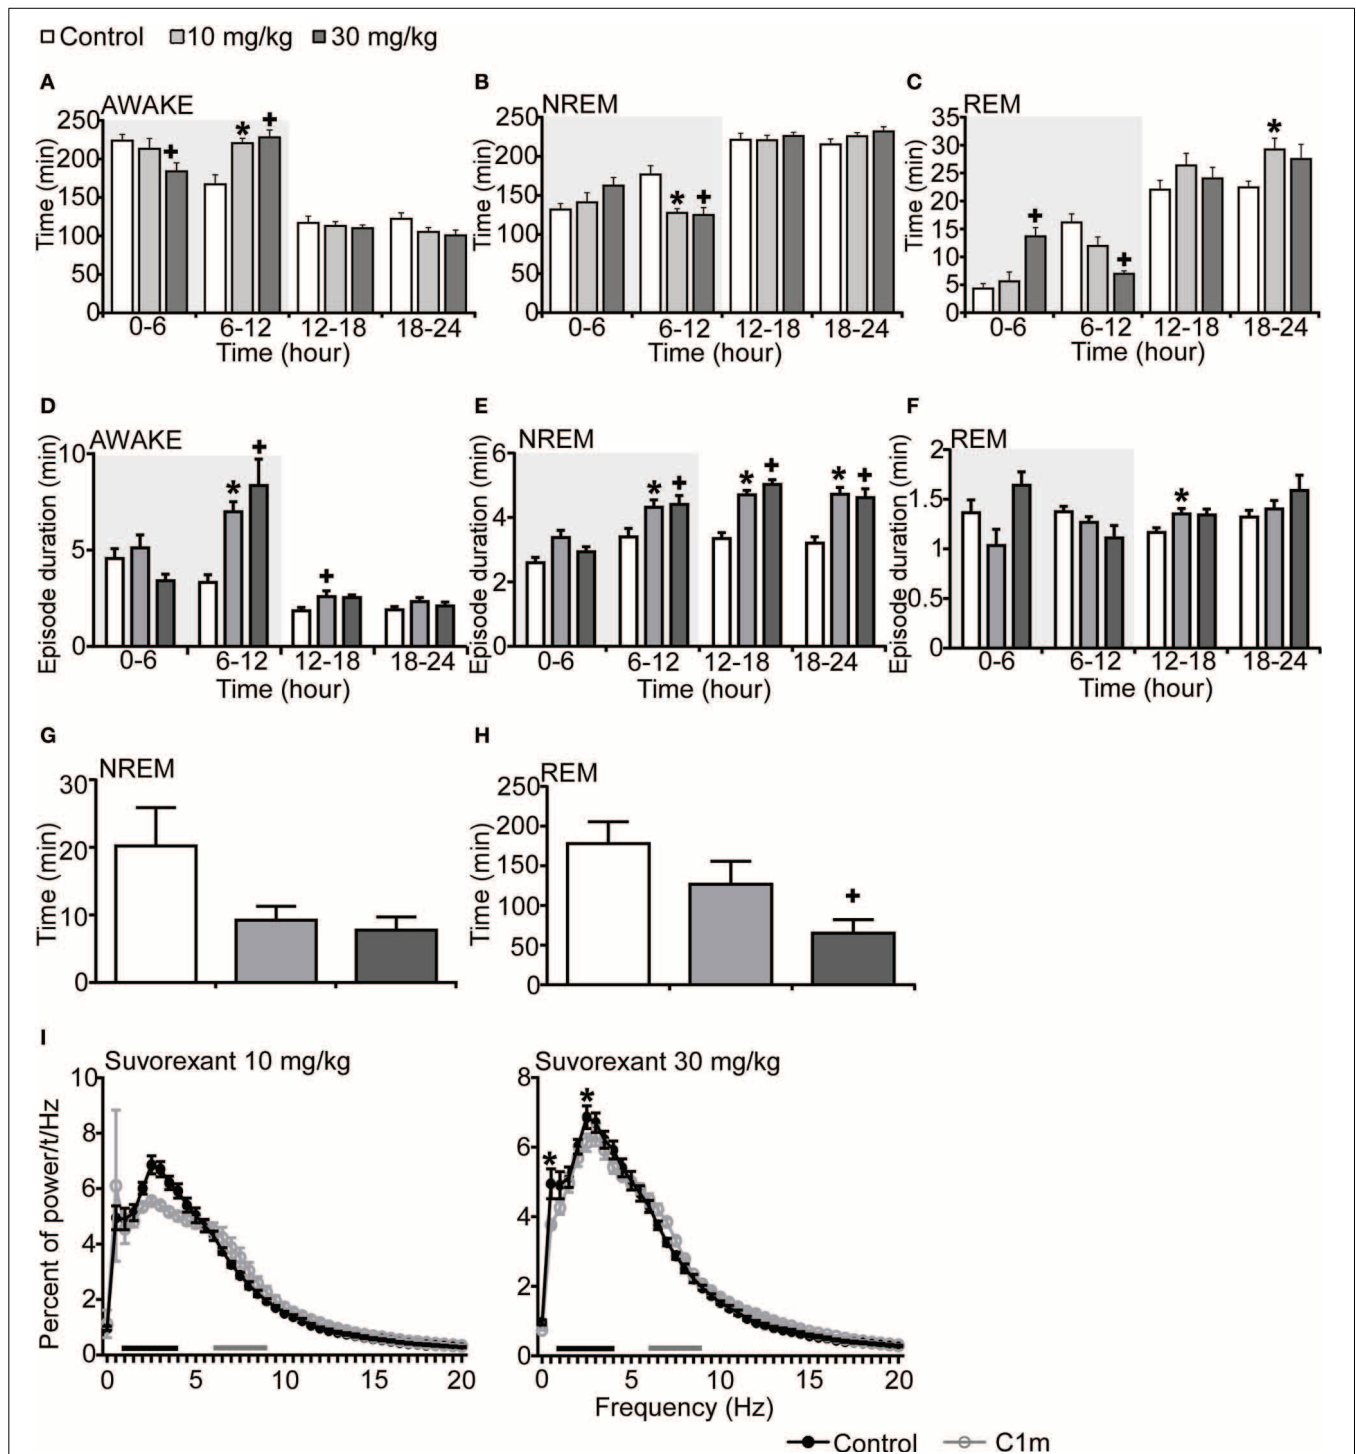 Control 10 mg/kg 30 mg/kg
A
AWAKE
Time (min)
250
200
150
100
50
0
*
+
+
0-6 6-12 12-18 18-24
Time (hour)
B
NREM
Time (min)
250
200
150
100
50
0
*
+
0-6 6-12 12-18 18-24
Time (hour)
C
REM
Time (min)
35
30
25
20
15
10
5
0
*
+
+
0-6 6-12 12-18 18-24
Time (hour)
D
AWAKE
Episode duration (min)
10
5
0
+
*
+
0-6 6-12 12-18 18-24
Time (hour)
E
NREM
Episode duration (min)
6
4
2
0
* + * + * +
0-6 6-12 12-18 18-24
Time (hour)
F
REM
Episode duration (min)
2
1.5
1
0.5
0
*
0-6 6-12 12-18 18-24
Time (hour)
G
NREM
Time (min)
30
20
10
0
H
REM
Time (min)
250
200
150
100
50
0
+
I
Suvorexant 10 mg/kg
Percent of power/t/Hz
10
8
6
4
2
0
0 5 10 15 20
Suvorexant 30 mg/kg
8
6
4
2
0
*
*
0 5 10 15 20
Frequency (Hz)
Control C1m